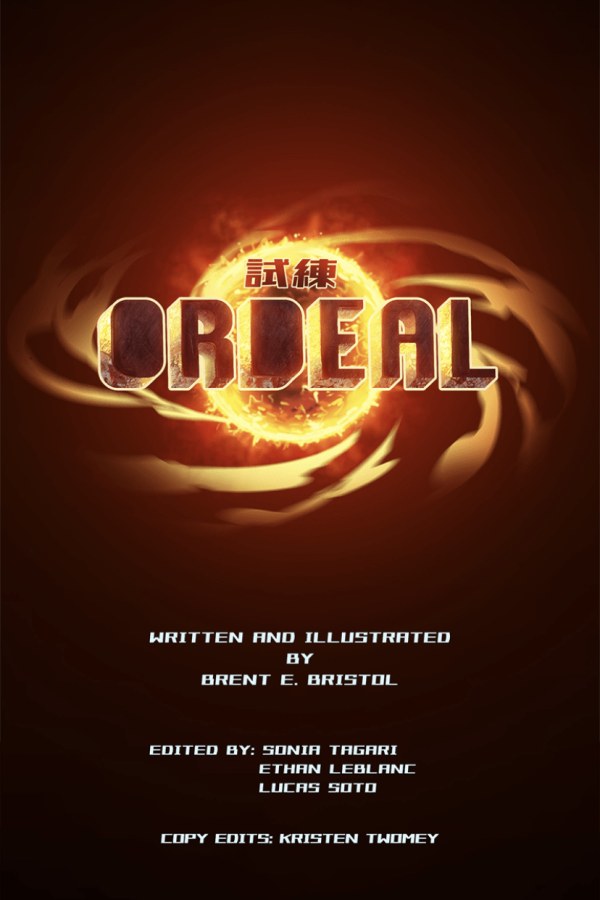 試練
ORDEAL
WRITTEN AND ILLUSTRATED
BY
BRENT E. BRISTOL
EDITED BY: SONIA TAGARI
ETHAN LEBLANC
LUCAS SOTO
COPY EDITS: KRISTEN TWOMEY